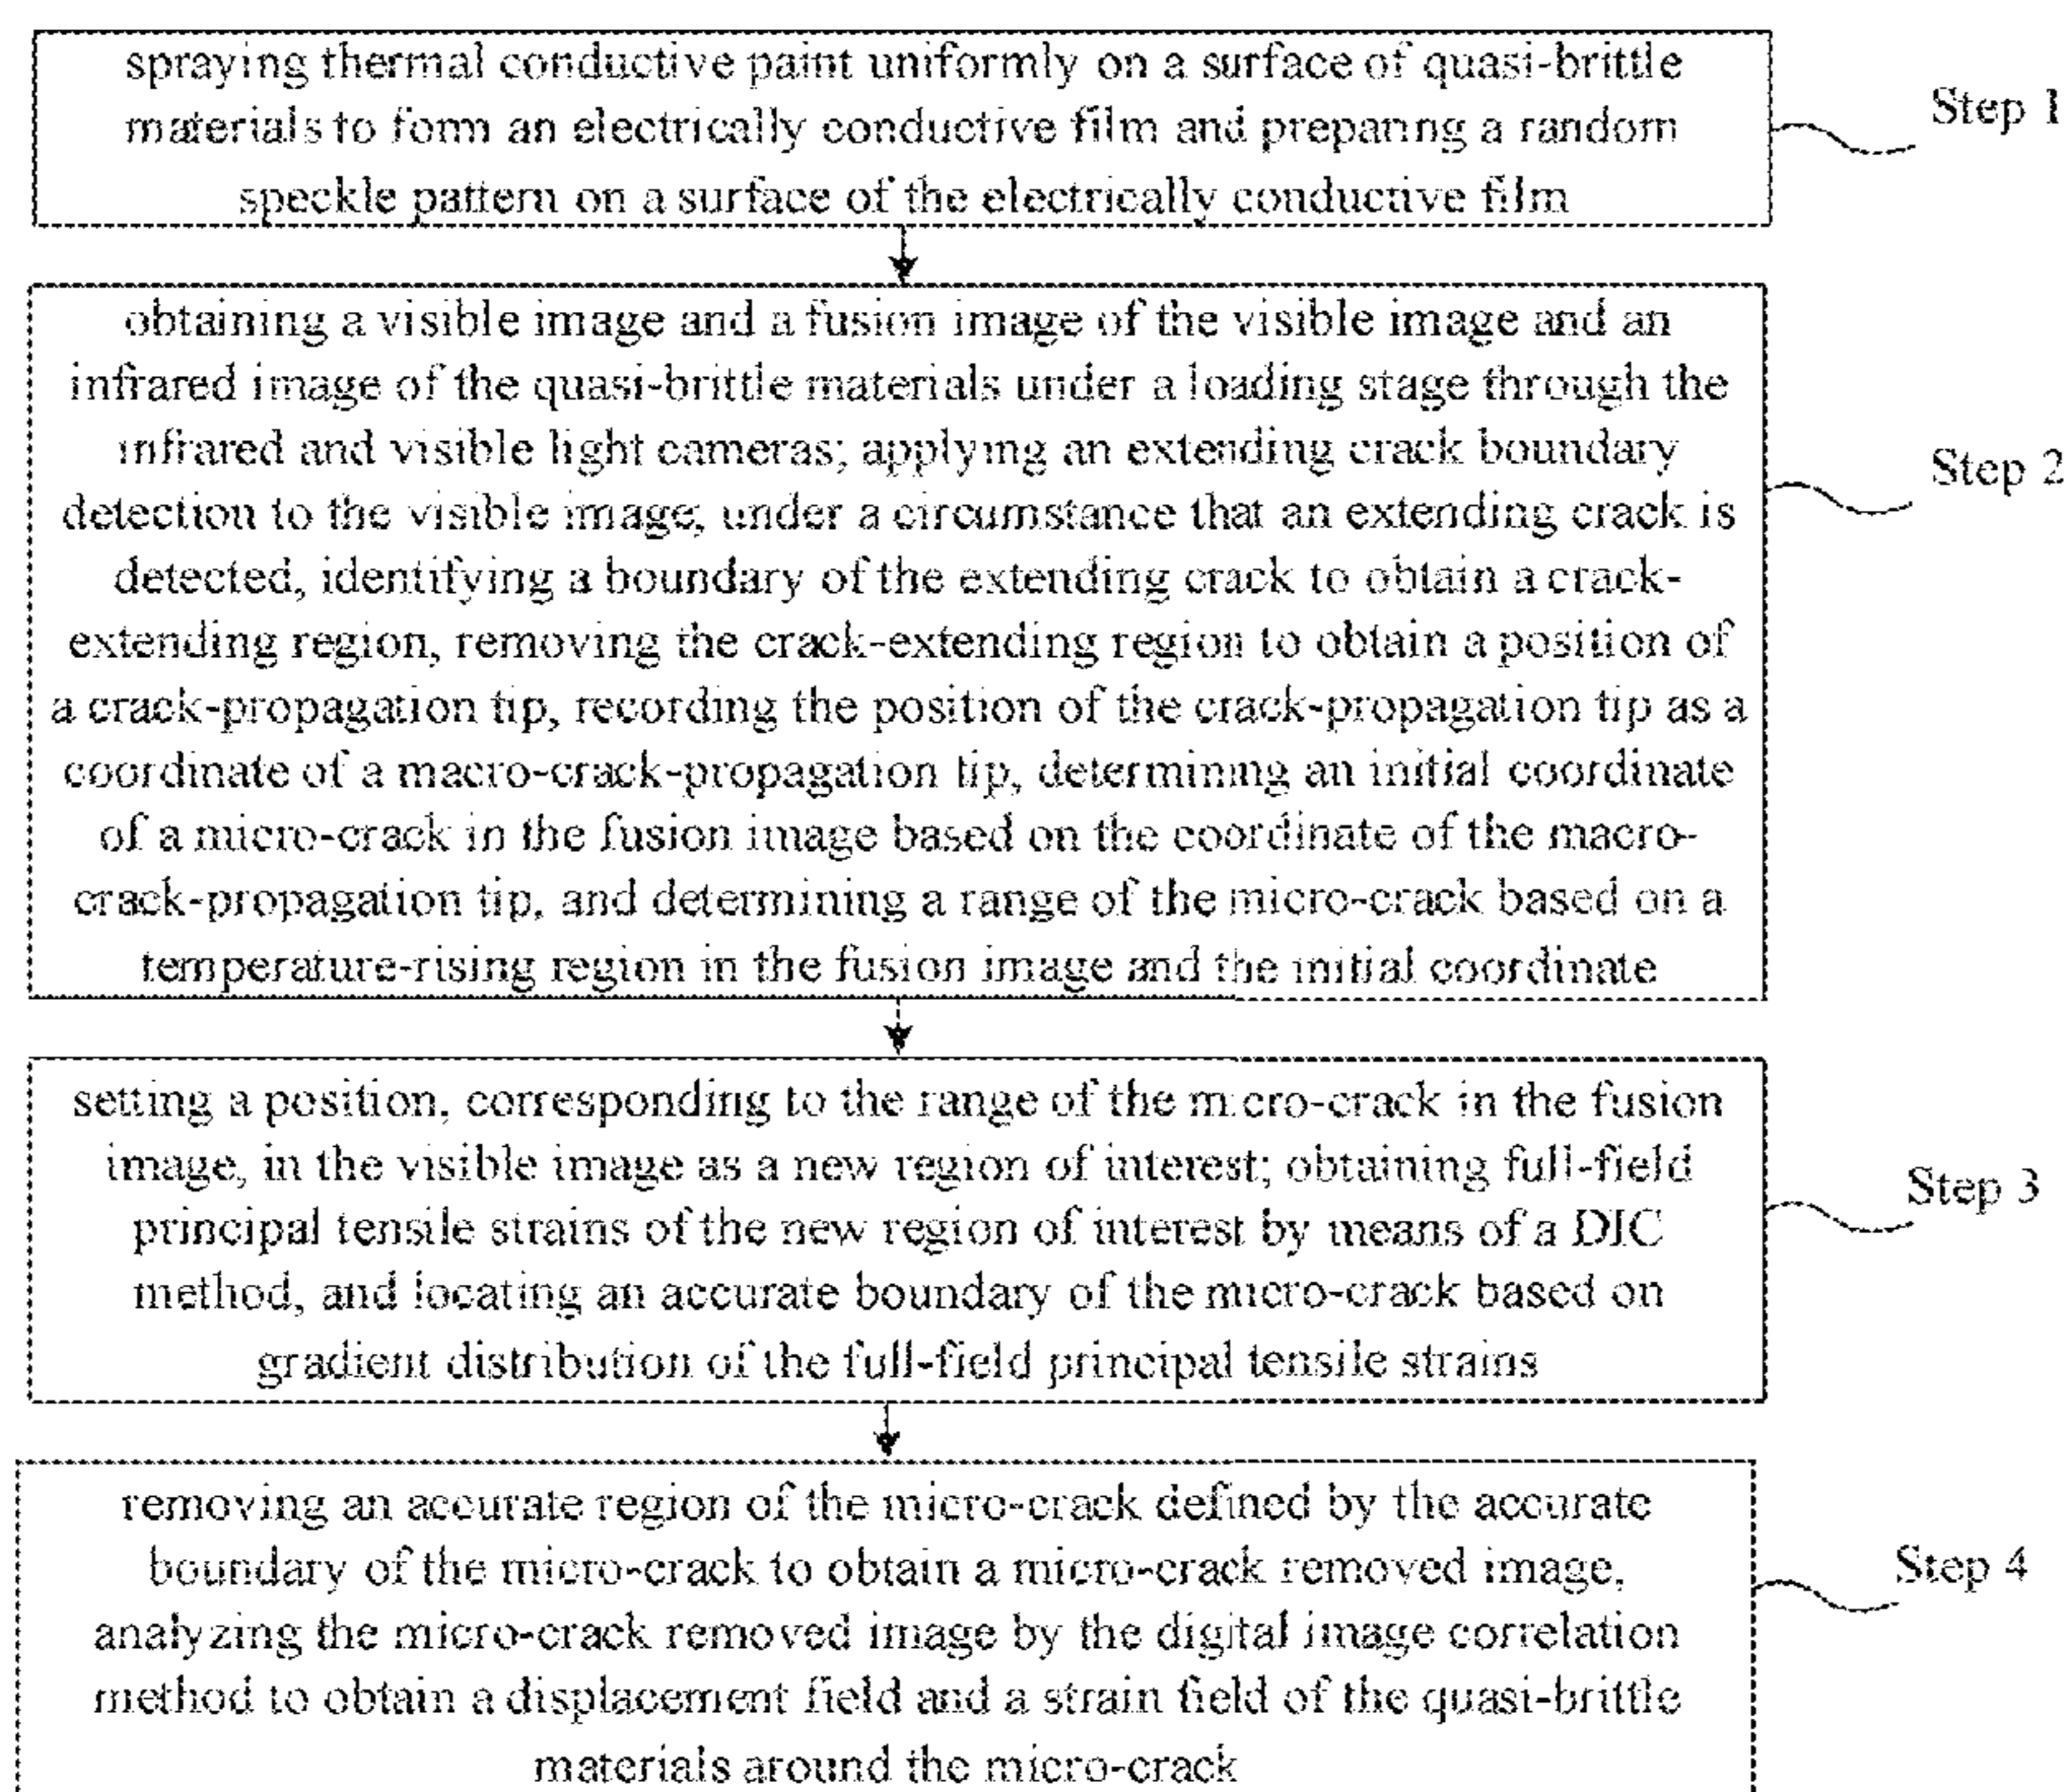 spraying thermal conductive paint uniformly on a surface of quasi-brittle
materials to form an electrically conductive film and preparing a random
speckle pattern on a surface of the electrically conductive film
Step 1
obtaining a visible image and a fusion image of the visible image and an
infrared image of the quasi-brittle materials under a loading stage through the
infrared and visible light cameras; applying an extending crack boundary
detection to the visible image; under a circumstance that an extending crack is
detected, identifying a boundary of the extending crack to obtain a crack-
extending region, removing the crack-extending region to obtain a position of
a crack-propagation tip, recording the position of the crack-propagation tip as a
coordinate of a macro-crack-propagation tip, determining an initial coordinate
of a micro-crack in the fusion image based on the coordinate of the macro-
crack-propagation tip, and determining a range of the micro-crack based on a
temperature-rising region in the fusion image and the initial coordinate
Step 2
setting a position, corresponding to the range of the micro-crack in the fusion
image, in the visible image as a new region of interest; obtaining full-field
principal tensile strains of the new region of interest by means of a DIC
method, and locating an accurate boundary of the micro-crack based on
gradient distribution of the full-field principal tensile strains
Step 3
removing an accurate region of the micro-crack defined by the accurate
boundary of the micro-crack to obtain a micro-crack removed image,
analyzing the micro-crack removed image by the digital image correlation
method to obtain a displacement field and a strain field of the quasi-brittle
materials around the micro-crack
Step 4